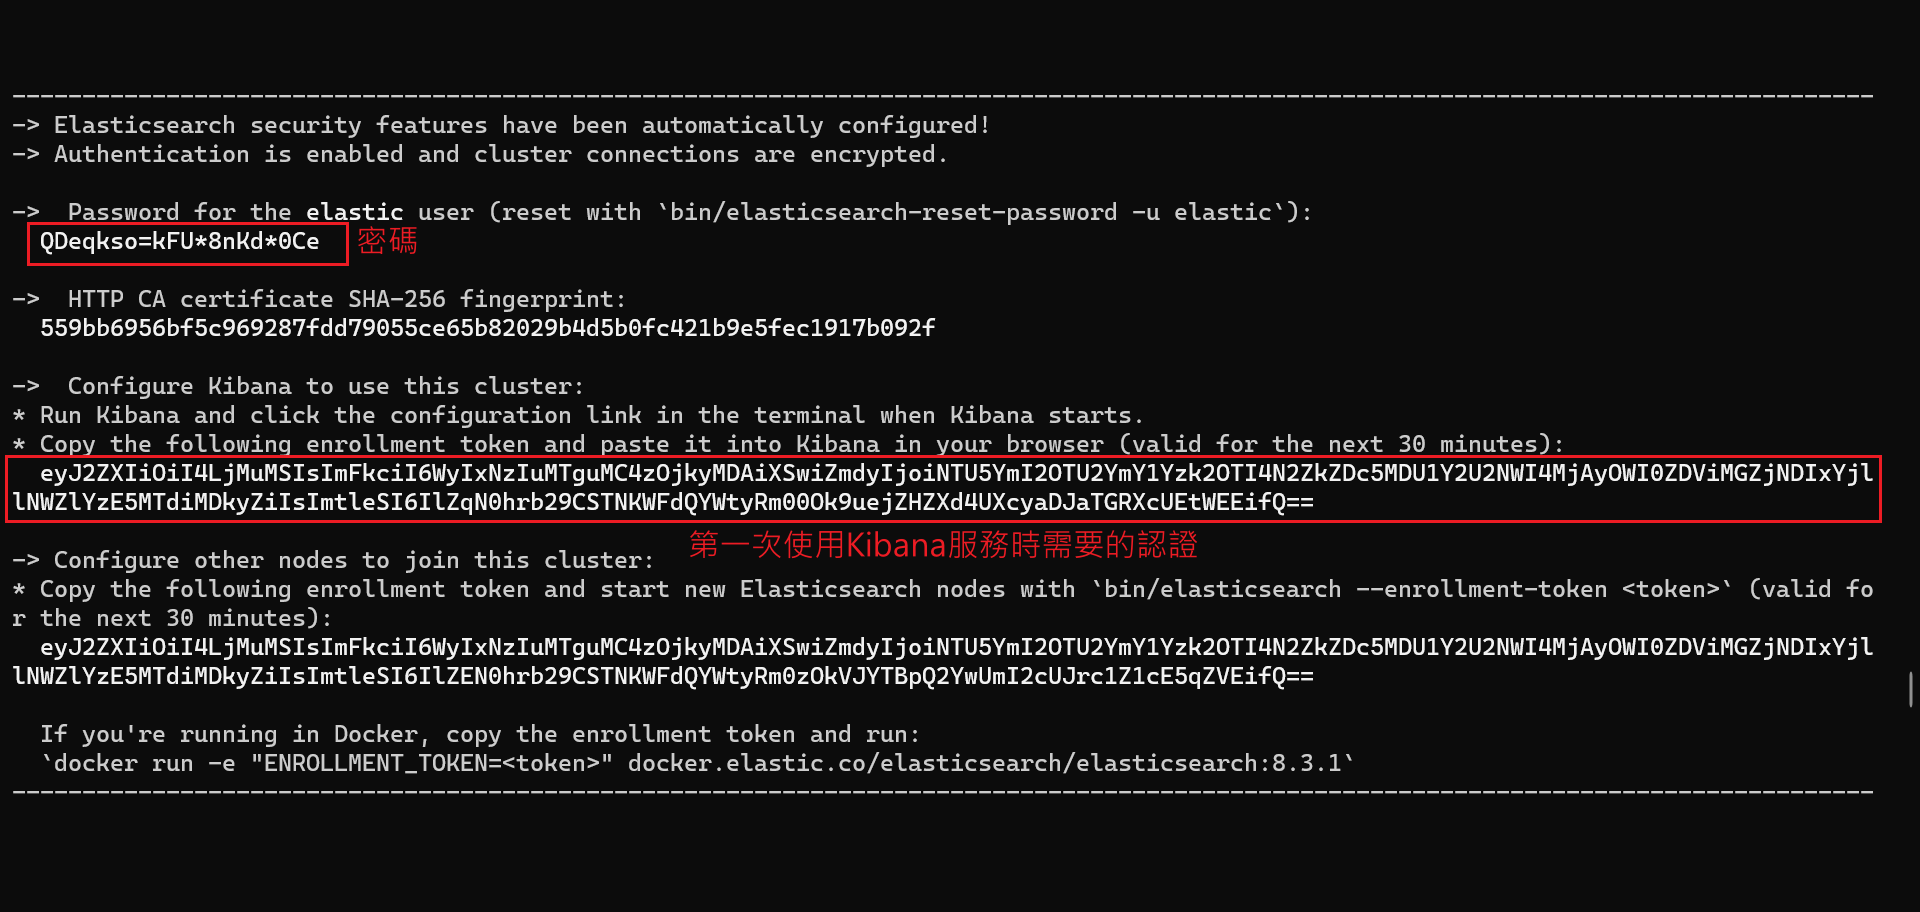 --------------------------------------------------------------------------------------------------------------------------------------
-> Elasticsearch security features have been automatically configured!
-> Authentication is enabled and cluster connections are encrypted.
->  Password for the elastic user (reset with `bin/elasticsearch-reset-password -u elastic`):
QDeqkso=kFU*8nKd*0Ce 密碼
->  HTTP CA certificate SHA-256 fingerprint:
559bb6956bf5c969287fdd79055ce65b82029b4d5b0fc421b9e5fec1917b092f
->  Configure Kibana to use this cluster:
* Run Kibana and click the configuration link in the terminal when Kibana starts.
* Copy the following enrollment token and paste it into Kibana in your browser (valid for the next 30 minutes):
eyJ2ZXIiOiI4LjMuMSIsImFkciI6WyIxNzIuMTguMC4zOjkyMDAiXSwiZmdyIjoiNTU5YmI2OTU2YmY1Yzk2OTI4N2ZkZDc5MDU1Y2U2NWI4MjAyOWI0ZDViMGZjNDIxYjl
lNWZlYzE5MTdiMDkyZiIsImtleSI6IlZqN0hrb29CSTNKWFdQYWtyRm00Ok9uejZHZXd4UXcyaDJaTGRXcUEtWEEifQ==
第一次使用Kibana服務時需要的認證
-> Configure other nodes to join this cluster:
* Copy the following enrollment token and start new Elasticsearch nodes with `bin/elasticsearch --enrollment-token <token>` (valid fo
r the next 30 minutes):
eyJ2ZXIiOiI4LjMuMSIsImFkciI6WyIxNzIuMTguMC4zOjkyMDAiXSwiZmdyIjoiNTU5YmI2OTU2YmY1Yzk2OTI4N2ZkZDc5MDU1Y2U2NWI4MjAyOWI0ZDViMGZjNDIxYjl
lNWZlYzE5MTdiMDkyZiIsImtleSI6IlZEN0hrb29CSTNKWFdQYWtyRm0zOkVJYTBpQ2YwUmI2cUJrc1Z1cE5qZVEifQ==
If you're running in Docker, copy the enrollment token and run:
`docker run -e "ENROLLMENT_TOKEN=<token>" docker.elastic.co/elasticsearch/elasticsearch:8.3.1`
--------------------------------------------------------------------------------------------------------------------------------------